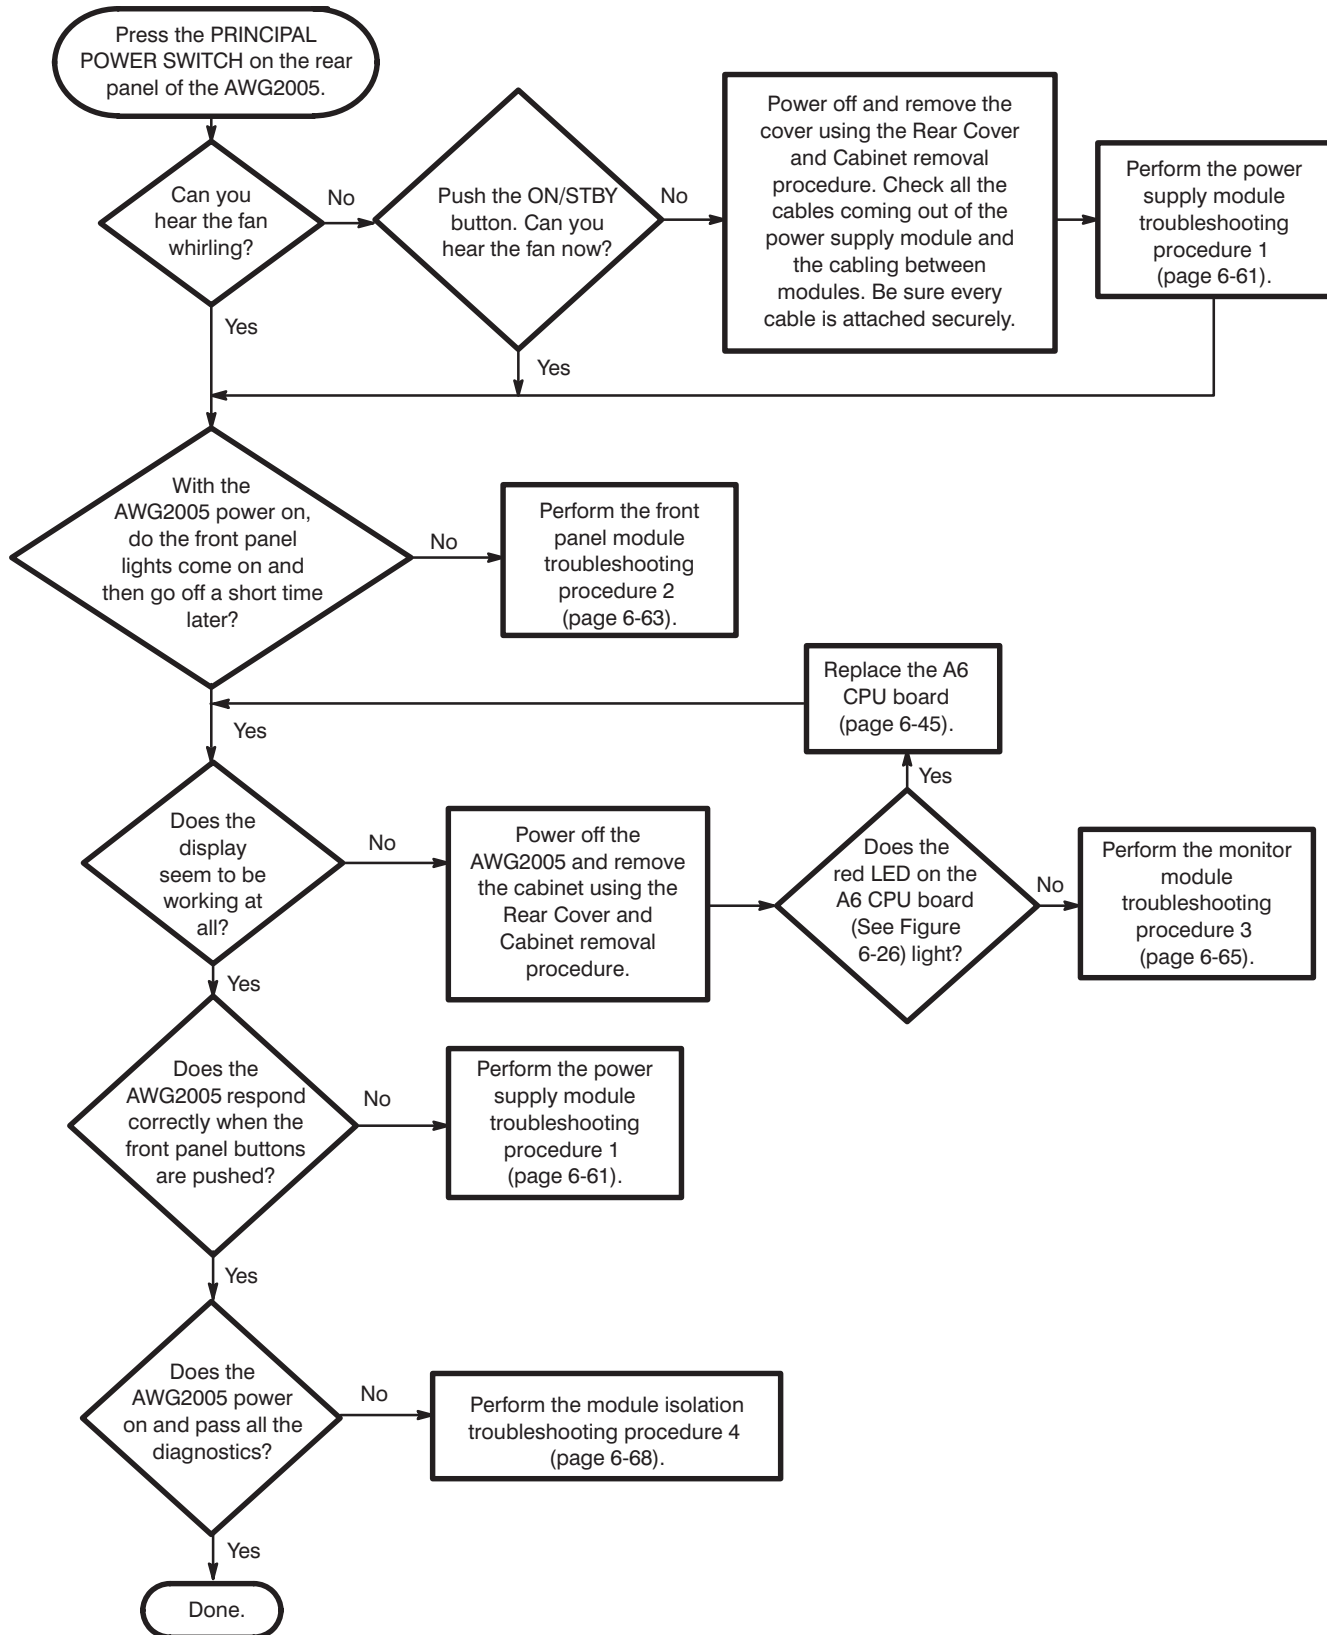 Press the PRINCIPAL
POWER SWITCH on the rear
panel of the AWG2005.
Can you
hear the fan
whirling?
No
Push the ON/STBY
button. Can you
hear the fan now?
No
Power off and remove the
cover using the Rear Cover
and Cabinet removal
procedure. Check all the
cables coming out of the
power supply module and
the cabling between
modules. Be sure every
cable is attached securely.
Perform the power
supply module
troubleshooting
procedure 1
(page 6-61).
Yes
Yes
With the
AWG2005 power on,
do the front panel
lights come on and
then go off a short time
later?
No
Perform the front
panel module
troubleshooting
procedure 2
(page 6-63).
Replace the A6
CPU board
(page 6-45).
Yes
Yes
Does the
display
seem to be
working at
all?
No
Power off the
AWG2005 and remove
the cabinet using the
Rear Cover and
Cabinet removal
procedure.
Does the
red LED on the
A6 CPU board
(See Figure
6-26) light?
No
Perform the monitor
module
troubleshooting
procedure 3
(page 6-65).
Yes
Does the
AWG2005 respond
correctly when the
front panel buttons
are pushed?
No
Perform the power
supply module
troubleshooting
procedure 1
(page 6-61).
Yes
Does the
AWG2005 power
on and pass all the
diagnostics?
No
Perform the module isolation
troubleshooting procedure 4
(page 6-68).
Yes
Done.